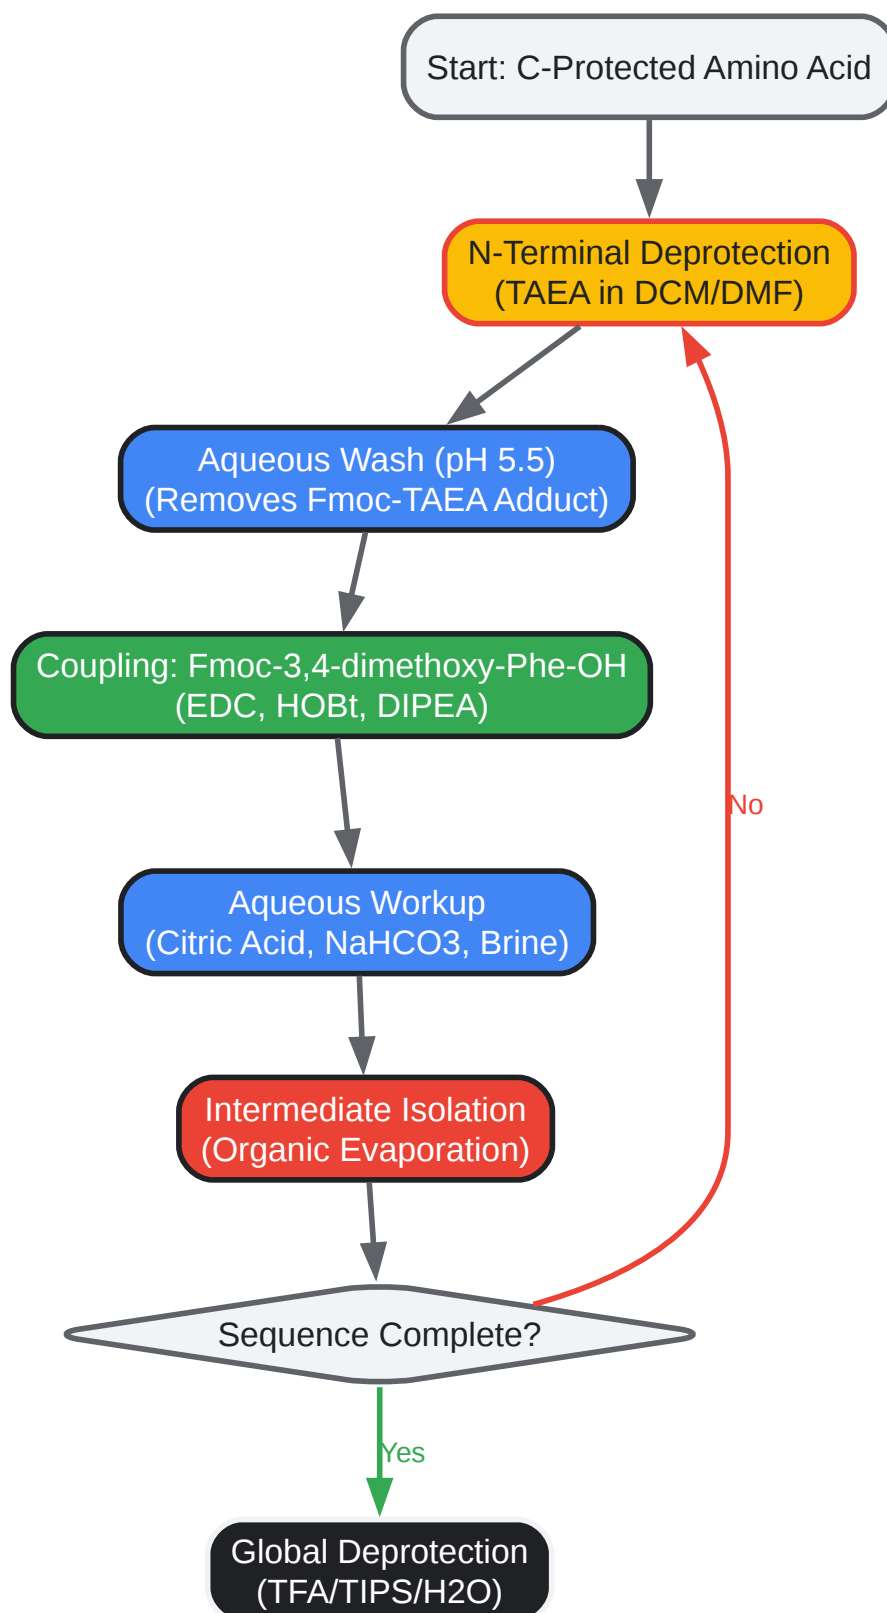 Start: C-Protected Amino Acid
N-Terminal Deprotection
(TAEA in DCM/DMF)
Aqueous Wash (pH 5.5)
(Removes Fmoc-TAEA Adduct)
Coupling: Fmoc-3,4-dimethoxy-Phe-OH
(EDC, HOBt, DIPEA)
No
Aqueous Workup
(Citric Acid, NaHCO3, Brine)
Intermediate Isolation
(Organic Evaporation)
Sequence Complete?
Yes
Global Deprotection
(TFA/TIPS/H2O)